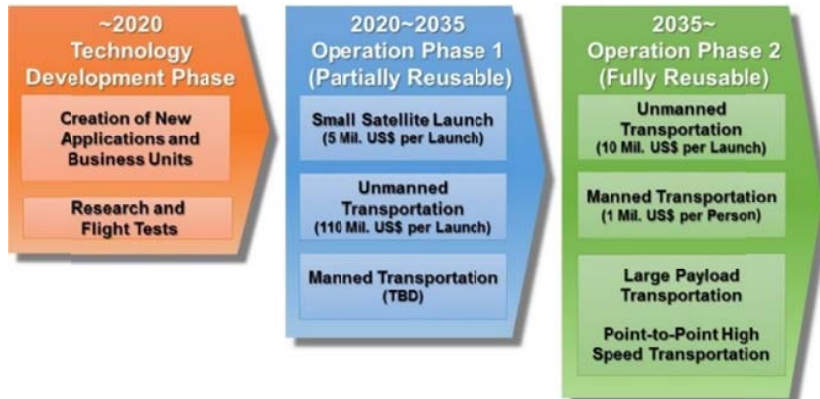 ~2020
Technology
Development Phase
Creation of New
Applications and
Business Units
Research and
Flight Tests
2020~2035
Operation Phase 1
(Partially Reusable)
Small Satellite Launch
(5 Mil. US$ per Launch)
Unmanned
Transportation
(110 Mil. US$ per Launch)
Manned Transportation
(TBD)
2035~
Operation Phase 2
(Fully Reusable)
Unmanned
Transportation
(10 Mil. US$ per Launch)
Manned Transportation
(1 Mil. US$ per Person)
Large Payload
Transportation
Point-to-Point High
Speed Transportation